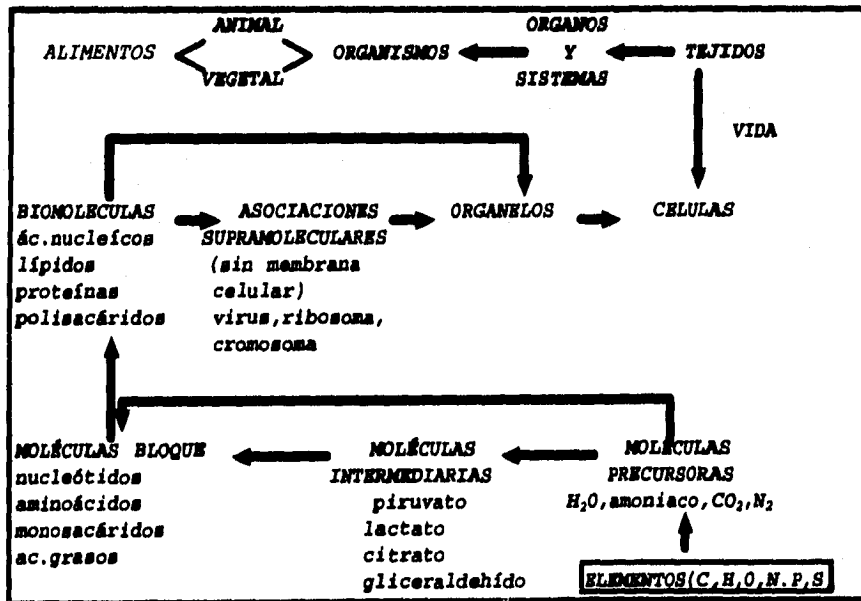 ANIMAL
ORGANOS
ALIMENTOS
ORGANISMOS
Y
TEJIDOS
VEGETAL
SISTEMAS
VIDA
BIOMOLECULAS
ác.nucleícos
lípidos
proteínas
polisacáridos
ASOCIACIONES
SUPRAMOLECULARES
(sin membrana
celular)
virus,ribosoma,
cromosoma
ORGANELOS
CELULAS
MOLÉCULAS BLOQUE
nucleótidos
aminoácidos
monosacáridos
ac.grasos
MOLÉCULAS
INTERMEDIARIAS
piruvato
lactato
citrato
gliceraldehído
MOLÉCULAS
PRECURSORAS
H₂O,amoniaco,CO₂,N₂
ELEMENTOS(C,H,O,N.P,S